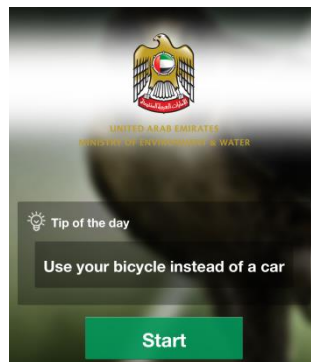 UNITED ARAB EMIRATES
MINISTRY OF ENVIRONMENT & WATER
Tip of the day
Use your bicycle instead of a car
Start